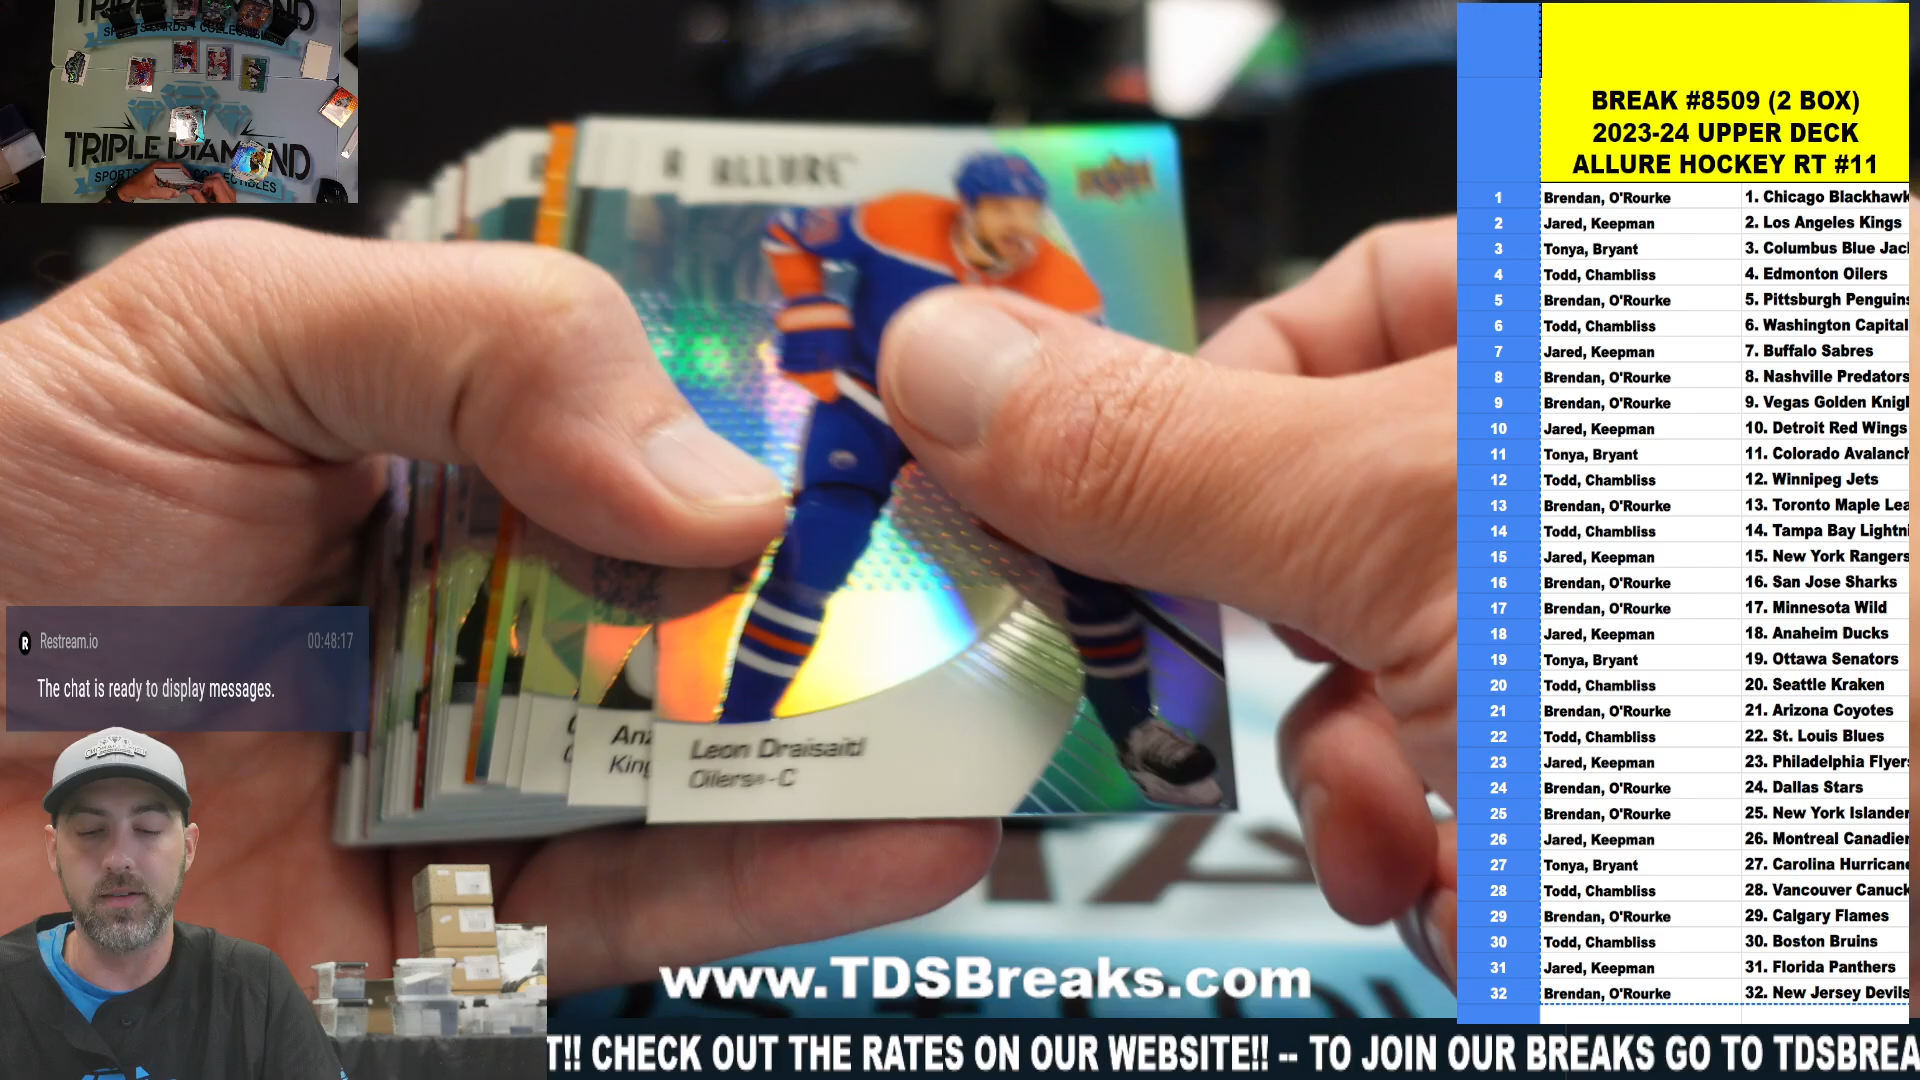 TRIPLE DIAMOND
SPORTS CARDS + COLLECTIBLES
TRIPLE DIAMOND
SPORTS
COLLECTIBLES
ALLURE
Leon Draisaitl
Oilers - C
Restream.io
00:48:17
The chat is ready to display messages.
www.TDSBreaks.com
T!! CHECK OUT THE RATES ON OUR WEBSITE!! -- TO JOIN OUR BREAKS GO TO TDSBREA
BREAK #8509 (2 BOX)
2023-24 UPPER DECK
ALLURE HOCKEY RT #11
1 Brendan, O'Rourke 1. Chicago Blackhawk
2 Jared, Keepman 2. Los Angeles Kings
3 Tonya, Bryant 3. Columbus Blue Jac
4 Todd, Chambliss 4. Edmonton Oilers
5 Brendan, O'Rourke 5. Pittsburgh Penguins
6 Todd, Chambliss 6. Washington Capital
7 Jared, Keepman 7. Buffalo Sabres
8 Brendan, O'Rourke 8. Nashville Predators
9 Brendan, O'Rourke 9. Vegas Golden Knig
10 Jared, Keepman 10. Detroit Red Wings
11 Tonya, Bryant 11. Colorado Avalanch
12 Todd, Chambliss 12. Winnipeg Jets
13 Brendan, O'Rourke 13. Toronto Maple Lea
14 Todd, Chambliss 14. Tampa Bay Lightni
15 Jared, Keepman 15. New York Rangers
16 Brendan, O'Rourke 16. San Jose Sharks
17 Brendan, O'Rourke 17. Minnesota Wild
18 Jared, Keepman 18. Anaheim Ducks
19 Tonya, Bryant 19. Ottawa Senators
20 Todd, Chambliss 20. Seattle Kraken
21 Brendan, O'Rourke 21. Arizona Coyotes
22 Todd, Chambliss 22. St. Louis Blues
23 Jared, Keepman 23. Philadelphia Flyer
24 Brendan, O'Rourke 24. Dallas Stars
25 Brendan, O'Rourke 25. New York Islander
26 Jared, Keepman 26. Montreal Canadien
27 Tonya, Bryant 27. Carolina Hurrican
28 Todd, Chambliss 28. Vancouver Canuck
29 Brendan, O'Rourke 29. Calgary Flames
30 Todd, Chambliss 30. Boston Bruins
31 Jared, Keepman 31. Florida Panthers
32 Brendan, O'Rourke 32. New Jersey Devils